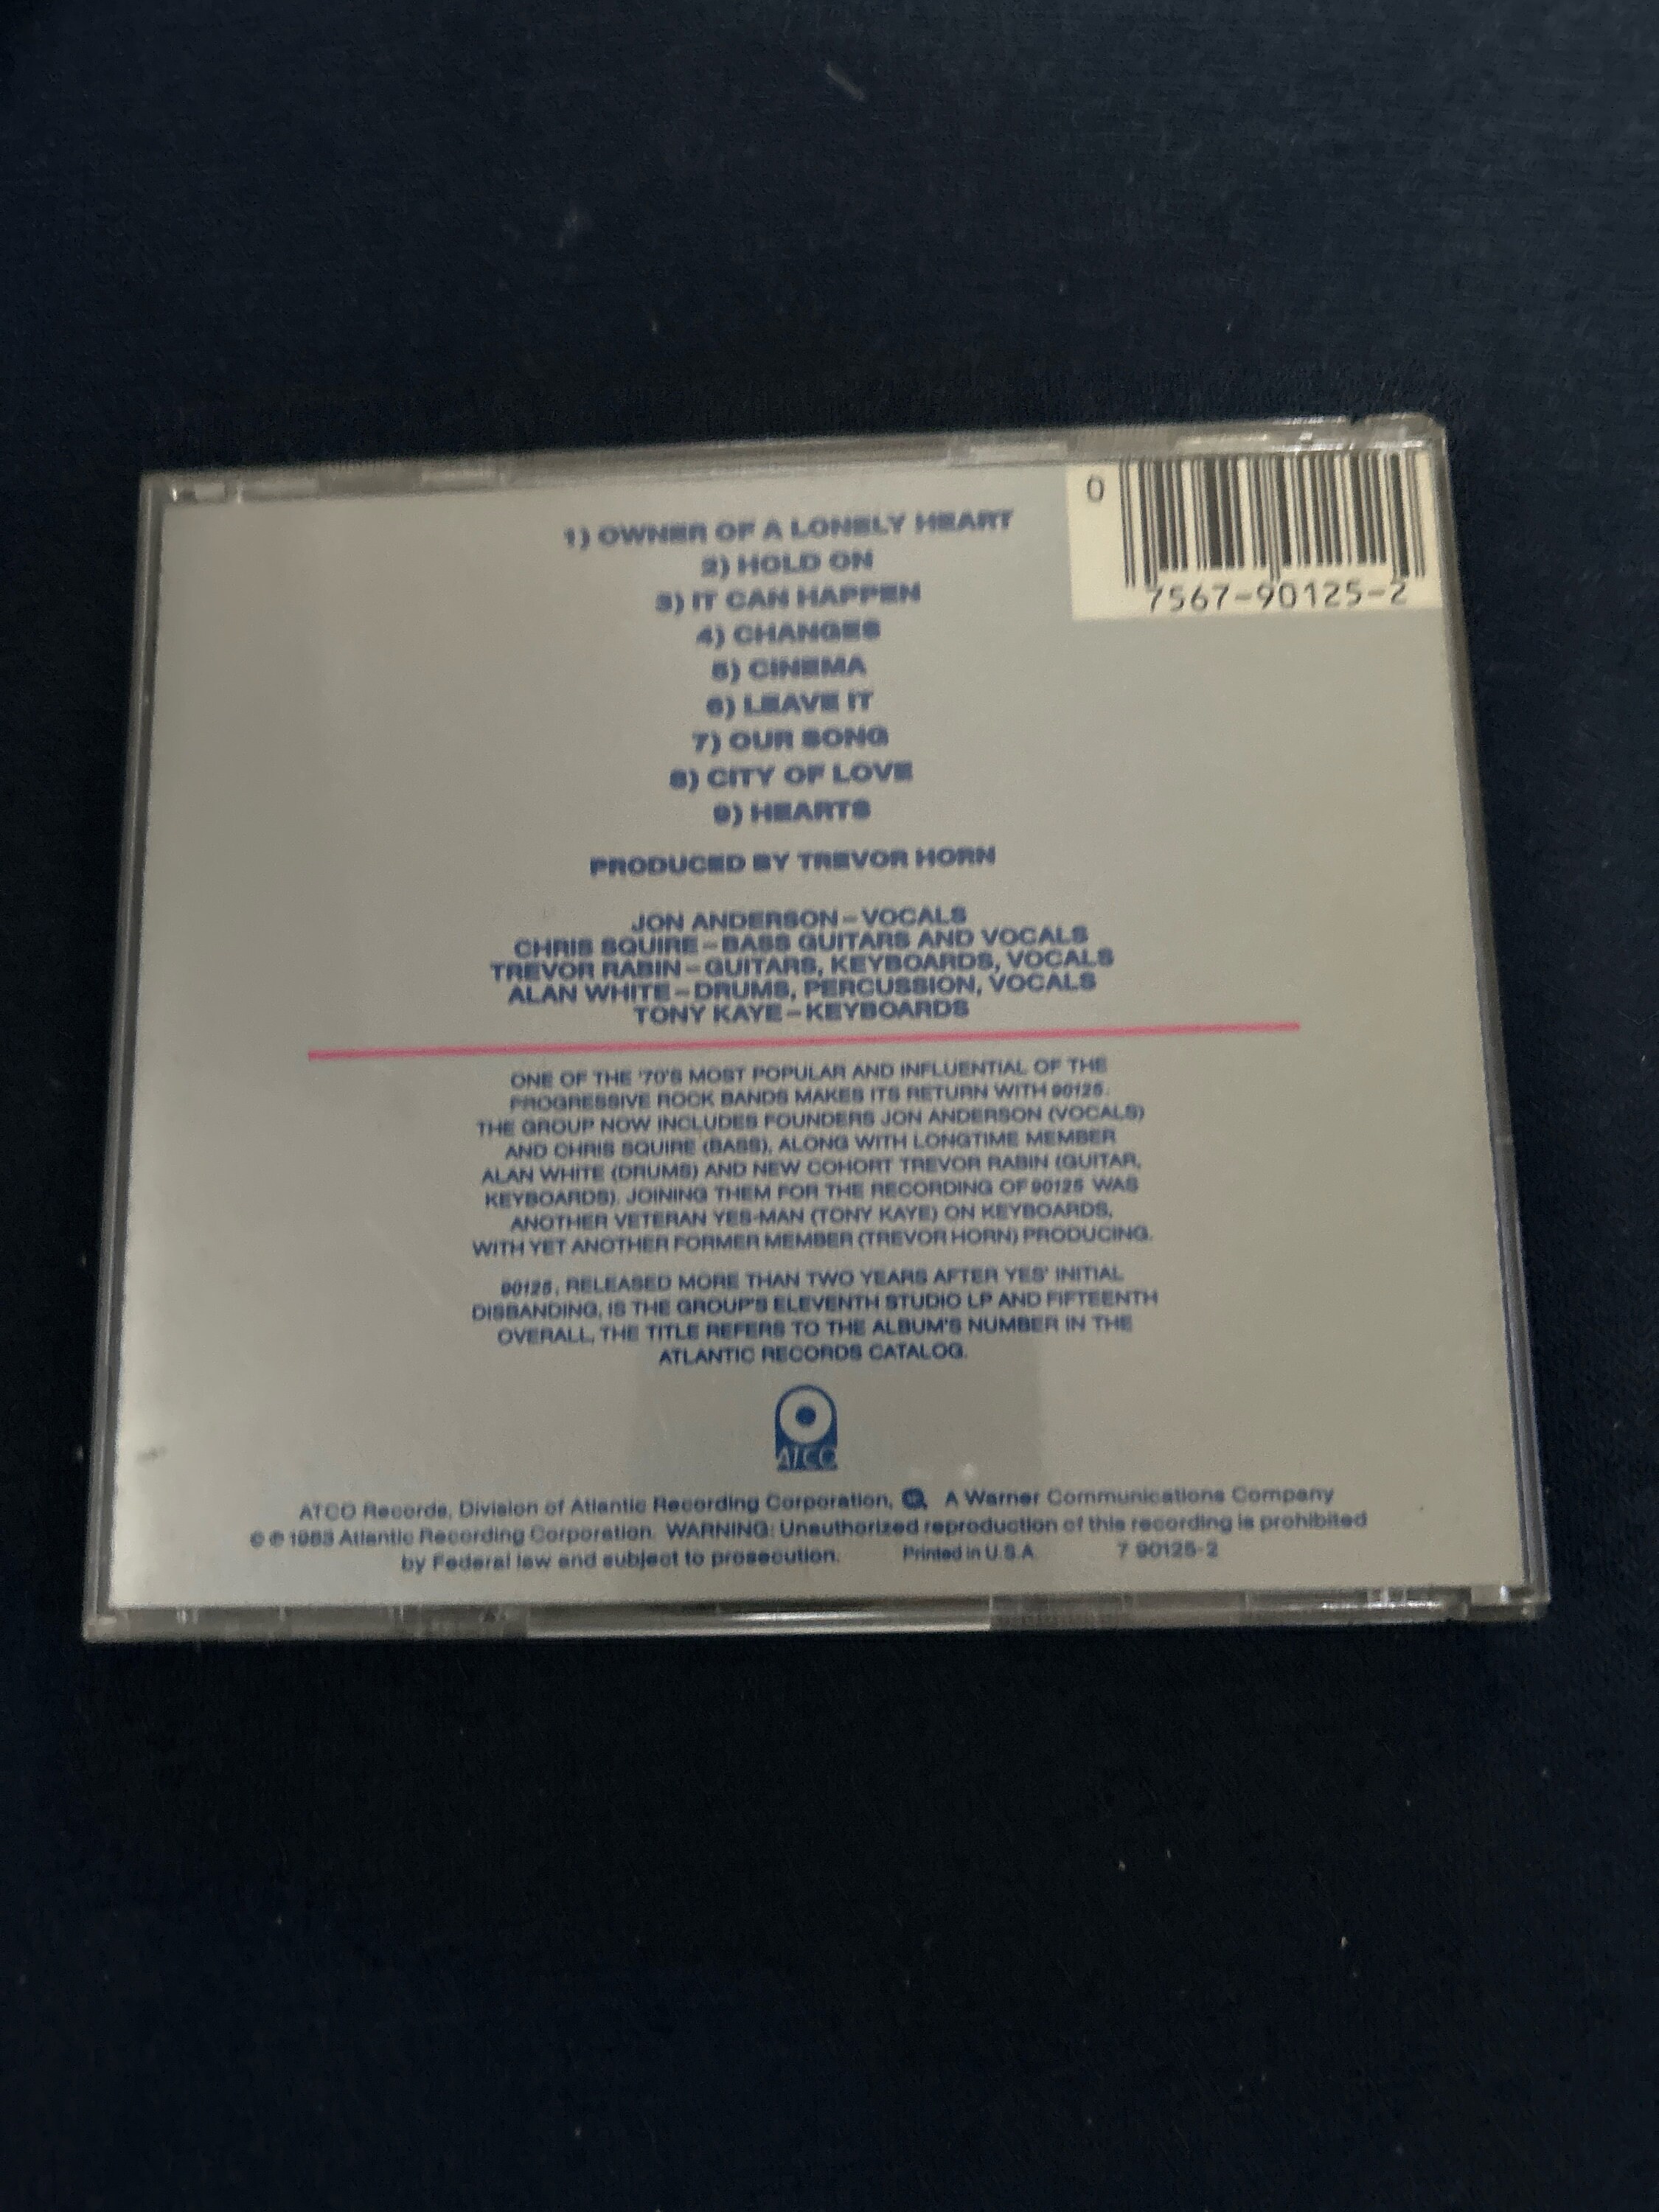 1) OWNER OF A LONELY HEART
2) HOLD ON
3) IT CAN HAPPEN
4) CHANGES
5) CINEMA
6) LEAVE IT
7) OUR SONG
8) CITY OF LOVE
9) HEARTS
0
7567-90125-2
PRODUCED BY TREVOR HORN
JON ANDERSON–VOCALS
CHRIS SQUIRE–BASS GUITARS AND VOCALS
TREVOR RABIN–GUITARS, KEYBOARDS, VOCALS
ALAN WHITE–DRUMS, PERCUSSION, VOCALS
TONY KAYE–KEYBOARDS
ONE OF THE '70'S MOST POPULAR AND INFLUENTIAL OF THE
PROGRESSIVE ROCK BANDS MAKES ITS RETURN WITH 90125.
THE GROUP NOW INCLUDES FOUNDERS JON ANDERSON (VOCALS)
AND CHRIS SQUIRE (BASS), ALONG WITH LONGTIME MEMBER
ALAN WHITE (DRUMS) AND NEW COHORT TREVOR RABIN (GUITAR,
KEYBOARDS). JOINING THEM FOR THE RECORDING OF 90125 WAS
ANOTHER VETERAN YES-MAN (TONY KAYE) ON KEYBOARDS,
WITH YET ANOTHER FORMER MEMBER (TREVOR HORN) PRODUCING.
90125, RELEASED MORE THAN TWO YEARS AFTER YES' INITIAL
DISBANDING, IS THE GROUP'S ELEVENTH STUDIO LP AND FIFTEENTH
OVERALL, THE TITLE REFERS TO THE ALBUM'S NUMBER IN THE
ATLANTIC RECORDS CATALOG.
ATCO
ATCO Records, Division of Atlantic Recording Corporation, A Warner Communications Company
© ℗ 1983 Atlantic Recording Corporation. WARNING: Unauthorized reproduction of this recording is prohibited
by Federal law and subject to prosecution. Printed in U.S.A. 7 90125-2